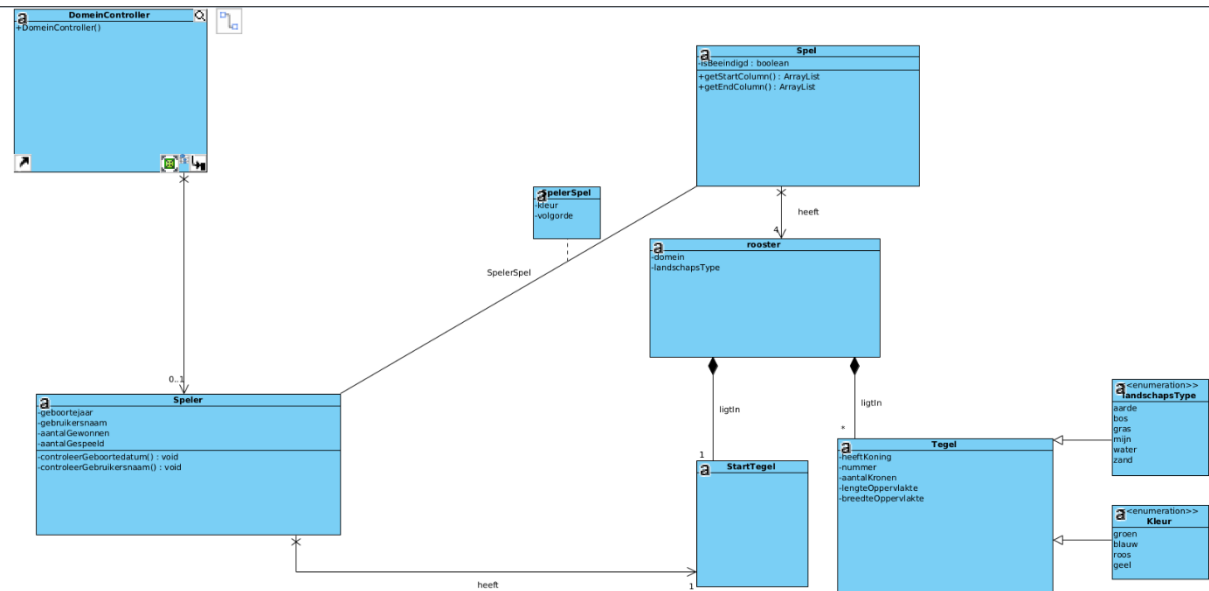 DomeinController
+DomeinController()
Spel
-isBeeindigd : boolean
+getStartColumn() : ArrayList
+getEndColumn() : ArrayList
SpelerSpel
-kleur
-volgorde
heeft
4
rooster
-domein
-landschapsType
SpelerSpel
0..1
Speler
-geboortejaar
-gebruikersnaam
-aantalGewonnen
-aantalGespeeld
-controleerGeboortedatum() : void
-controleerGebruikersnaam() : void
ligtIn
ligtIn
1
*
StartTegel
Tegel
-heeftKoning
-nummer
-aantalKronen
-lengteOppervlakte
-breedteOppervlakte
<<enumeration>>
landschapsType
aarde
bos
gras
mijn
water
zand
<<enumeration>>
Kleur
groen
blauw
roos
geel
heeft
1